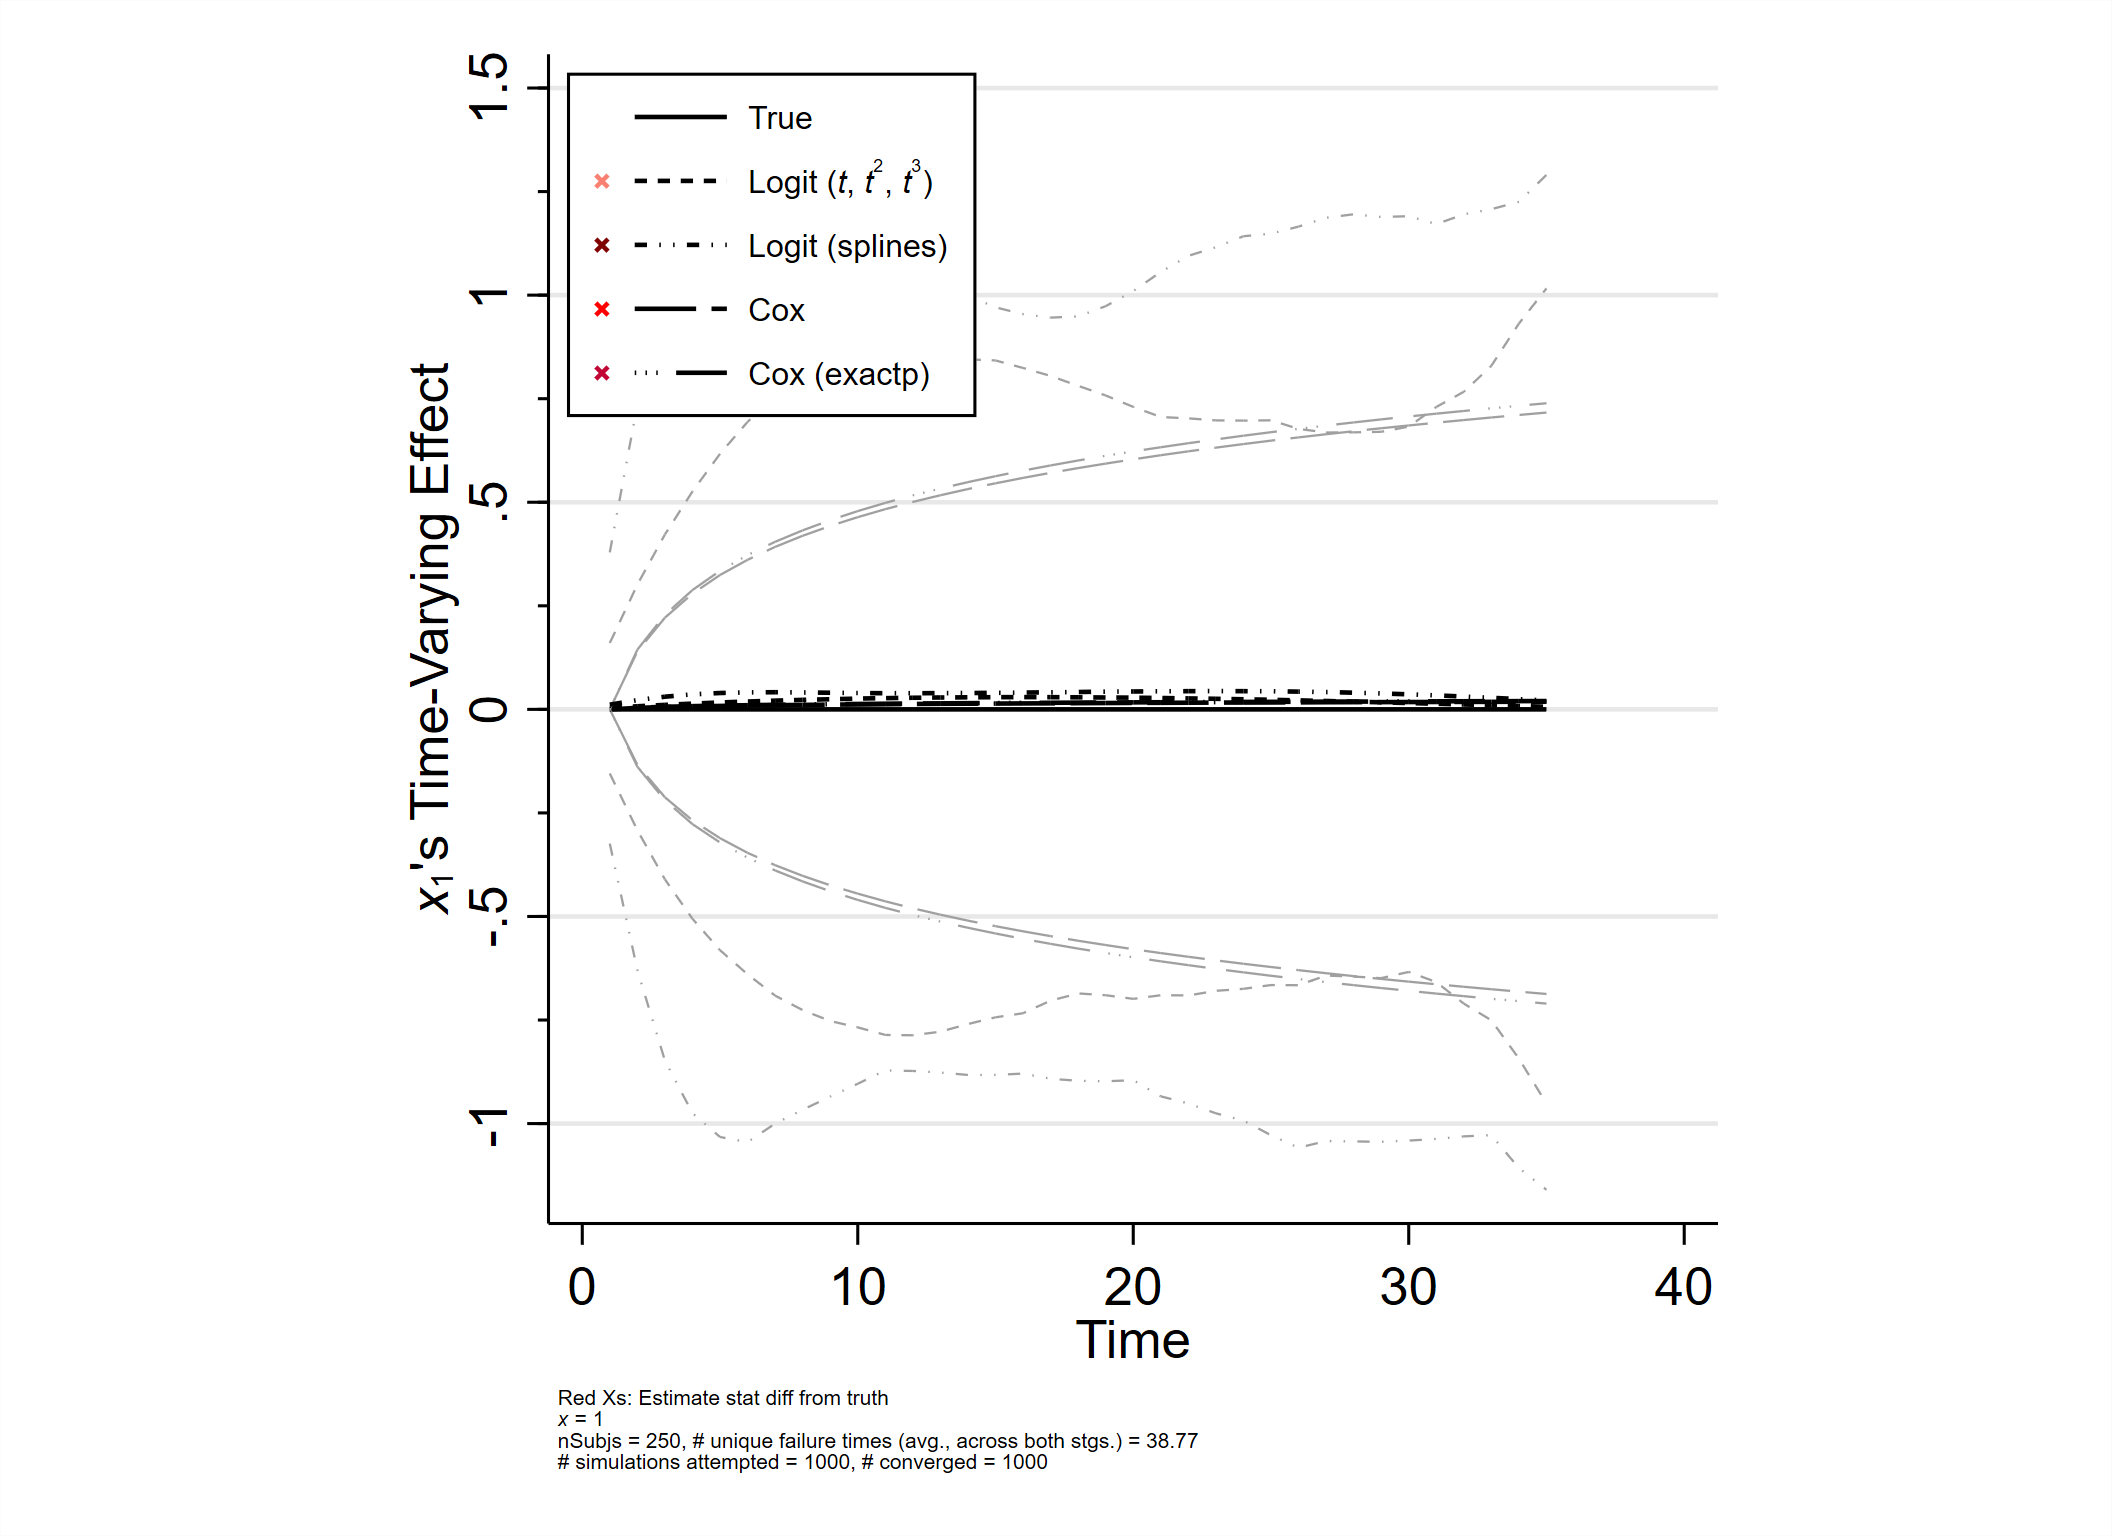 1.5
1
.5
0
-.5
-1
x₁'s Time-Varying Effect
True
Logit (t, t², t³)
Logit (splines)
Cox
Cox (exactp)
0 10 20 30 40
Time
Red Xs: Estimate stat diff from truth
x = 1
nSubjs = 250, # unique failure times (avg., across both stgs.) = 38.77
# simulations attempted = 1000, # converged = 1000